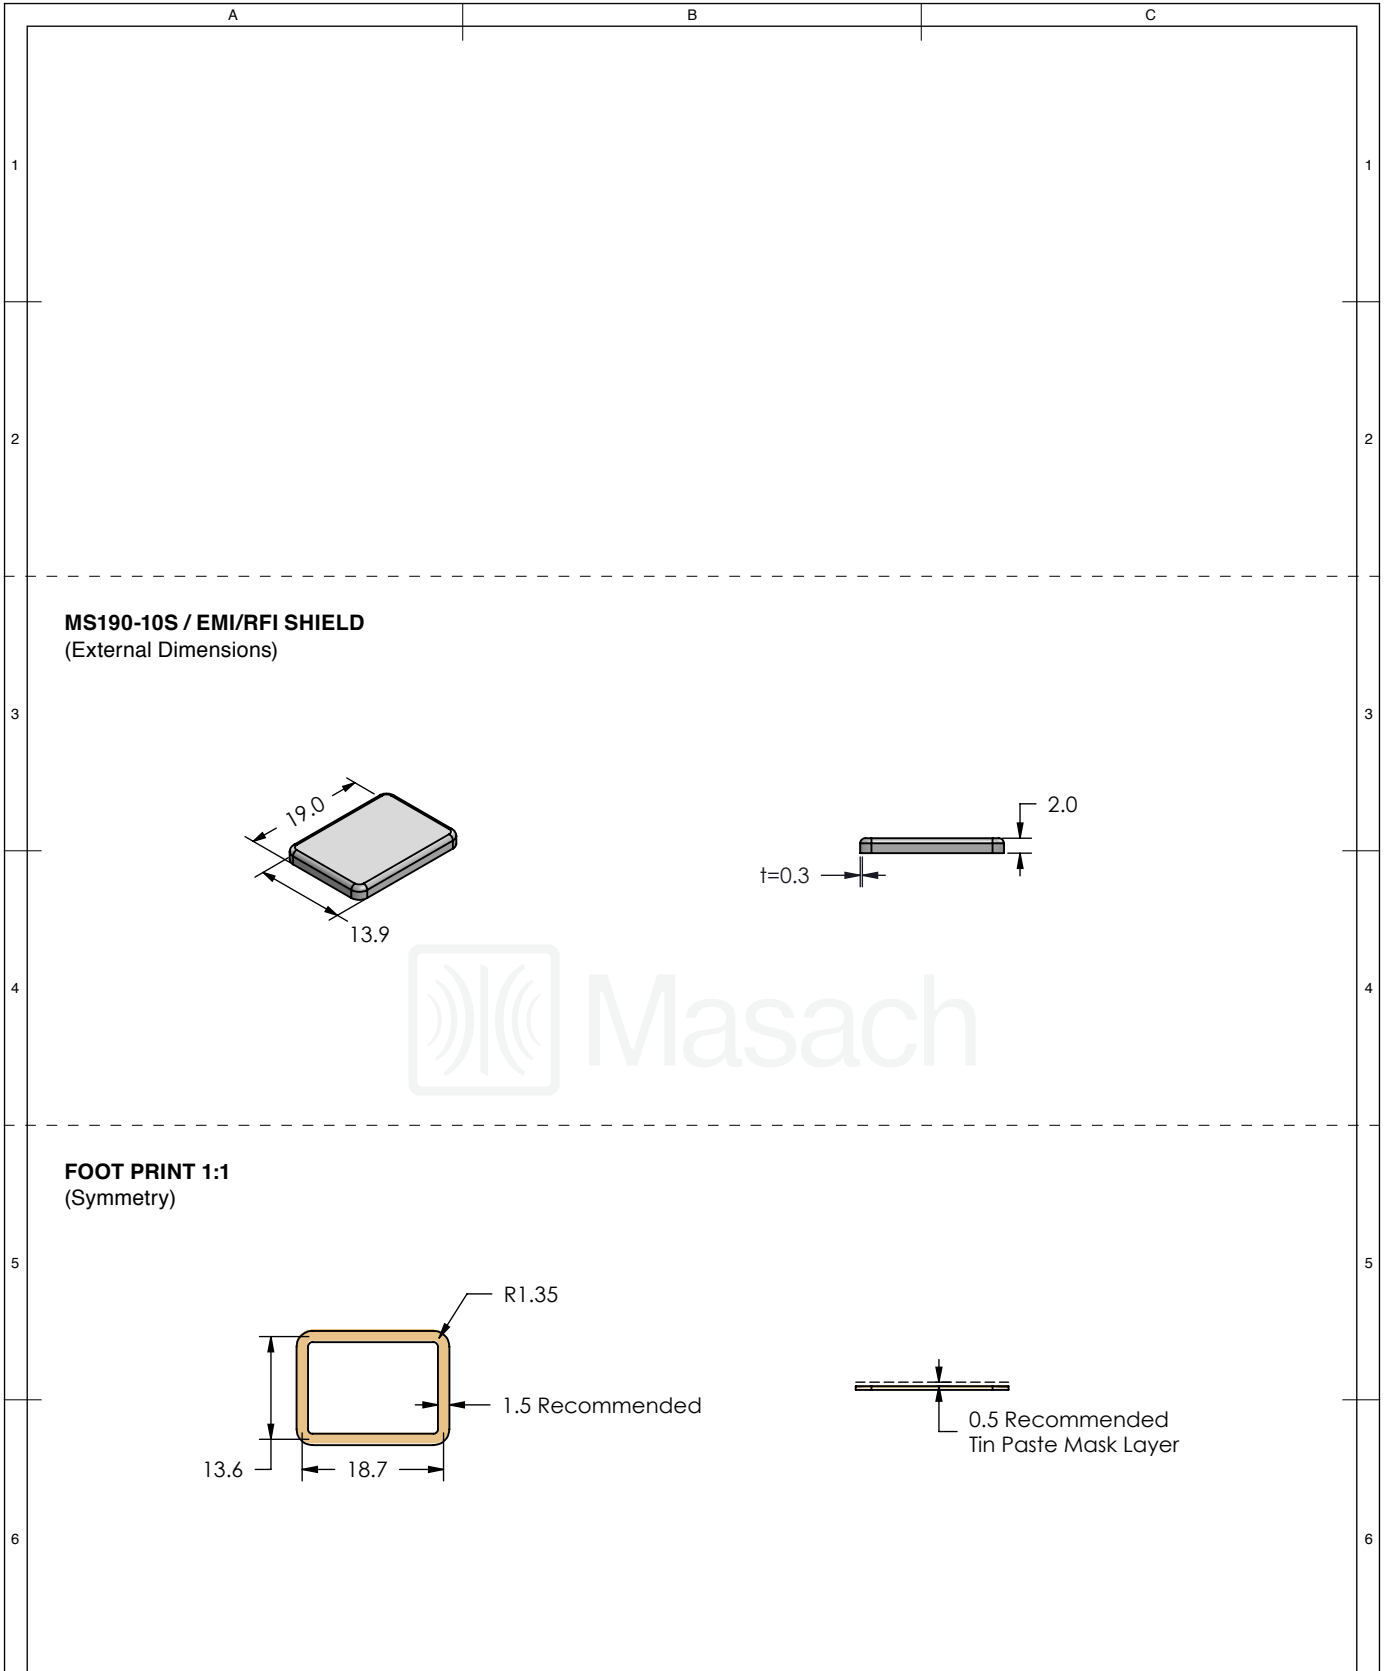 A
B
C
1
1
2
2
MS190-10S / EMI/RFI SHIELD
(External Dimensions)
3
3
19.0
2.0
t=0.3
13.9
Masach
4
4
FOOT PRINT 1:1
(Symmetry)
5
5
R1.35
1.5 Recommended
0.5 Recommended
Tin Paste Mask Layer
13.6
18.7
6
6